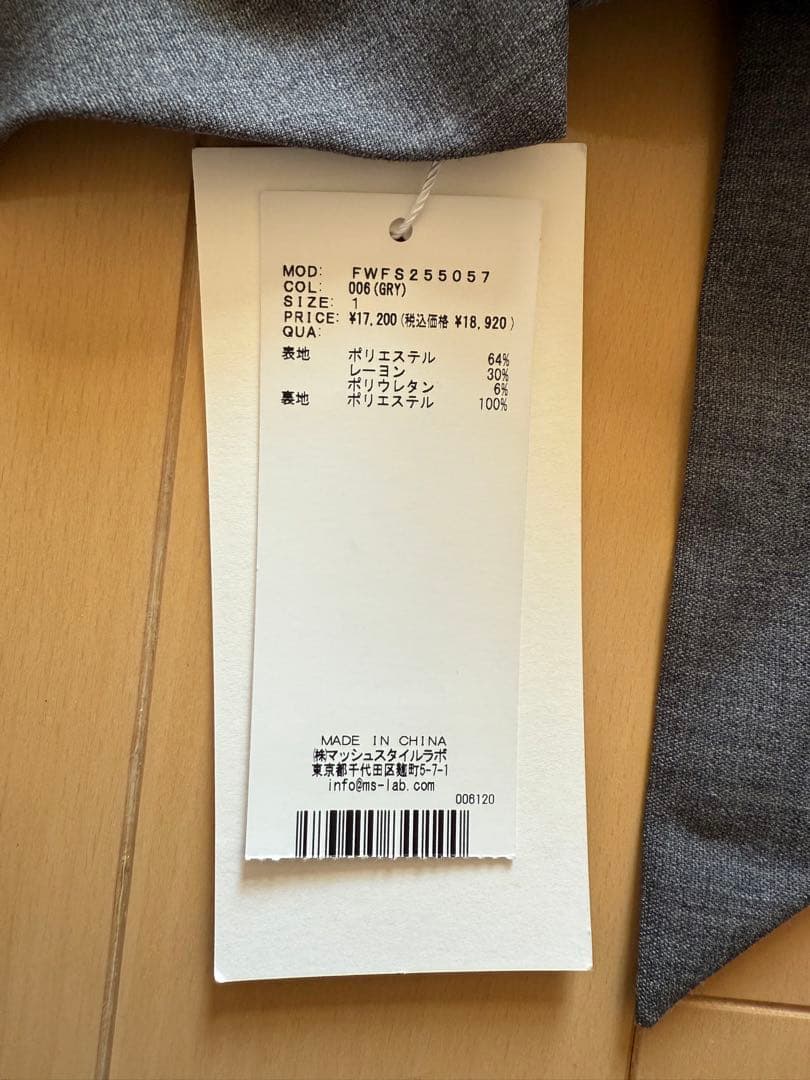 MOD: FWFS255057
COL: 006(GRY)
SIZE: 1
PRICE: ¥17,200(税込価格 ¥18,920)
QUA:
表地 ポリエステル 64%
レーヨン 30%
ポリウレタン 6%
裏地 ポリエステル 100%
MADE IN CHINA
㈱マッシュスタイルラボ
東京都千代田区麹町5-7-1
info@ms-lab.com
006120